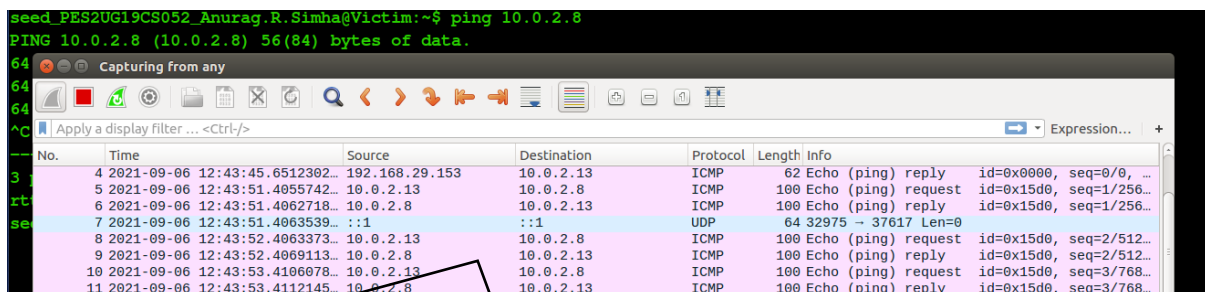 seed_PES2UG19CS052_Anurag.R.Simha@Victim:~$ ping 10.0.2.8
PING 10.0.2.8 (10.0.2.8) 56(84) bytes of data.
64 Capturing from any
64
64
^C Apply a display filter … <Ctrl-/> Expression… +
--- No. Time Source Destination Protocol Length Info
4 2021-09-06 12:43:45.6512302… 192.168.29.153 10.0.2.13 ICMP 62 Echo (ping) reply id=0x0000, seq=0/0, …
3 5 2021-09-06 12:43:51.4055742… 10.0.2.13 10.0.2.8 ICMP 100 Echo (ping) request id=0x15d0, seq=1/256…
rtt 6 2021-09-06 12:43:51.4062718… 10.0.2.8 10.0.2.13 ICMP 100 Echo (ping) reply id=0x15d0, seq=1/256…
see 7 2021-09-06 12:43:51.4063539… ::1 ::1 UDP 64 32975 → 37617 Len=0
8 2021-09-06 12:43:52.4063373… 10.0.2.13 10.0.2.8 ICMP 100 Echo (ping) request id=0x15d0, seq=2/512…
9 2021-09-06 12:43:52.4069113… 10.0.2.8 10.0.2.13 ICMP 100 Echo (ping) reply id=0x15d0, seq=2/512…
10 2021-09-06 12:43:53.4106078… 10.0.2.13 10.0.2.8 ICMP 100 Echo (ping) request id=0x15d0, seq=3/768…
11 2021-09-06 12:43:53.4112145… 10.0.2.8 10.0.2.13 ICMP 100 Echo (ping) reply id=0x15d0, seq=3/768…